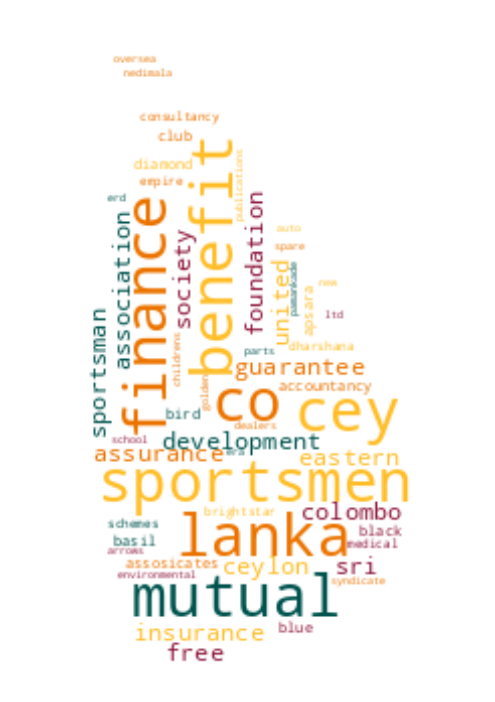 oversea
nedimala
consultancy
club
diamond
empire
publications
benefit
erd
finance
foundation
association
society
auto
spare
united
pamankade
new
apsara
ltd
sportsman
childrens
dharshana
parts
guarantee
golden
accountancy
co
cey
bird
dealers
school
development
era
assurance
eastern
sportsmen
brightstar
colombo
schemes
lanka
black
basil
medical
arrows
assosicates
ceylon
sri
environmental
syndicate
mutual
insurance
blue
free